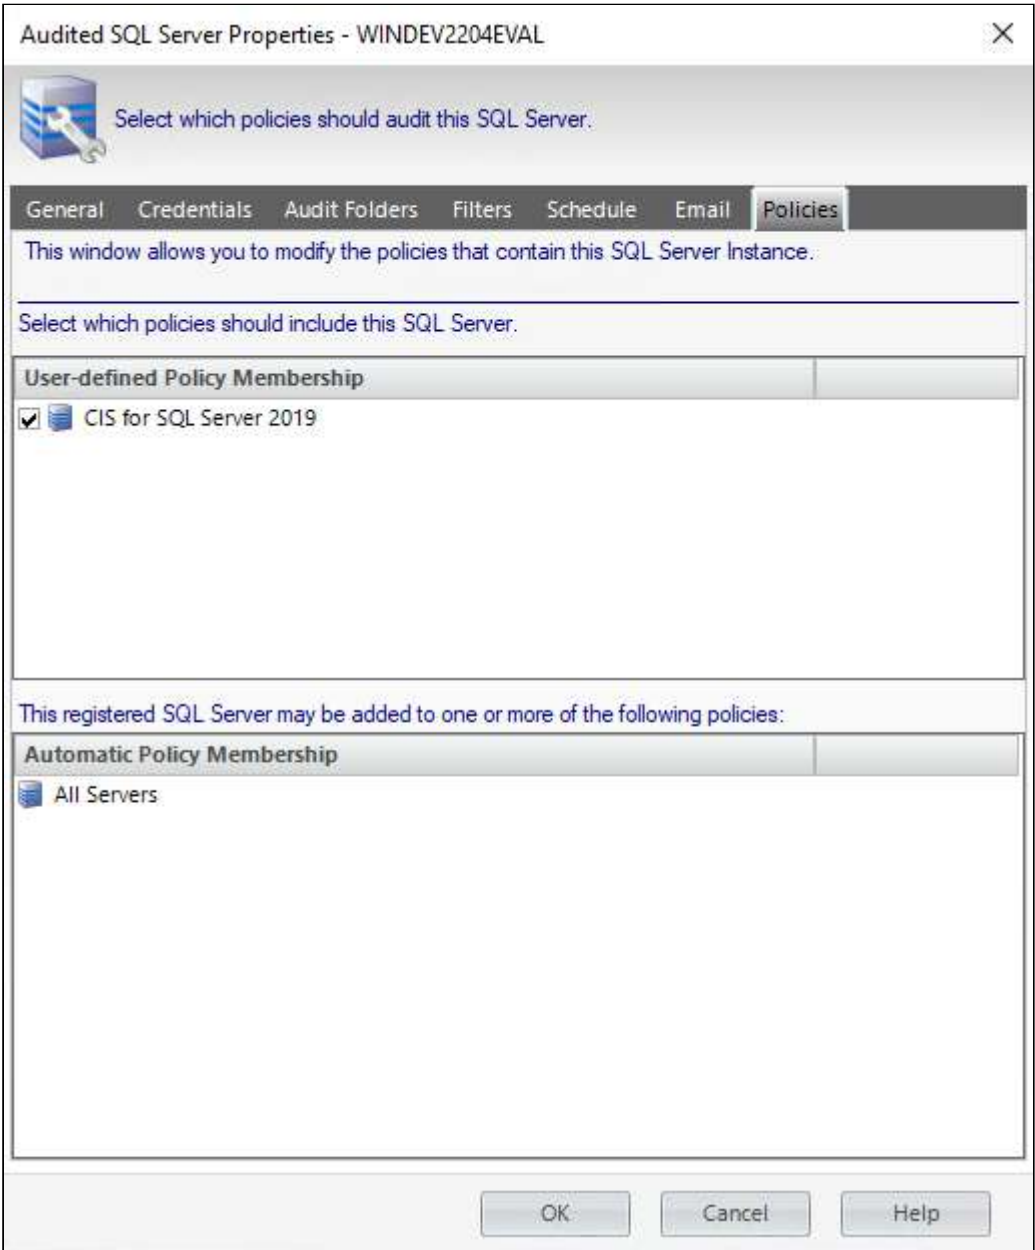 Audited SQL Server Properties - WINDEV2204EVAL
Select which policies should audit this SQL Server.
General Credentials Audit Folders Filters Schedule Email Policies
This window allows you to modify the policies that contain this SQL Server Instance.
Select which policies should include this SQL Server.
User-defined Policy Membership
CIS for SQL Server 2019
This registered SQL Server may be added to one or more of the following policies:
Automatic Policy Membership
All Servers
OK Cancel Help